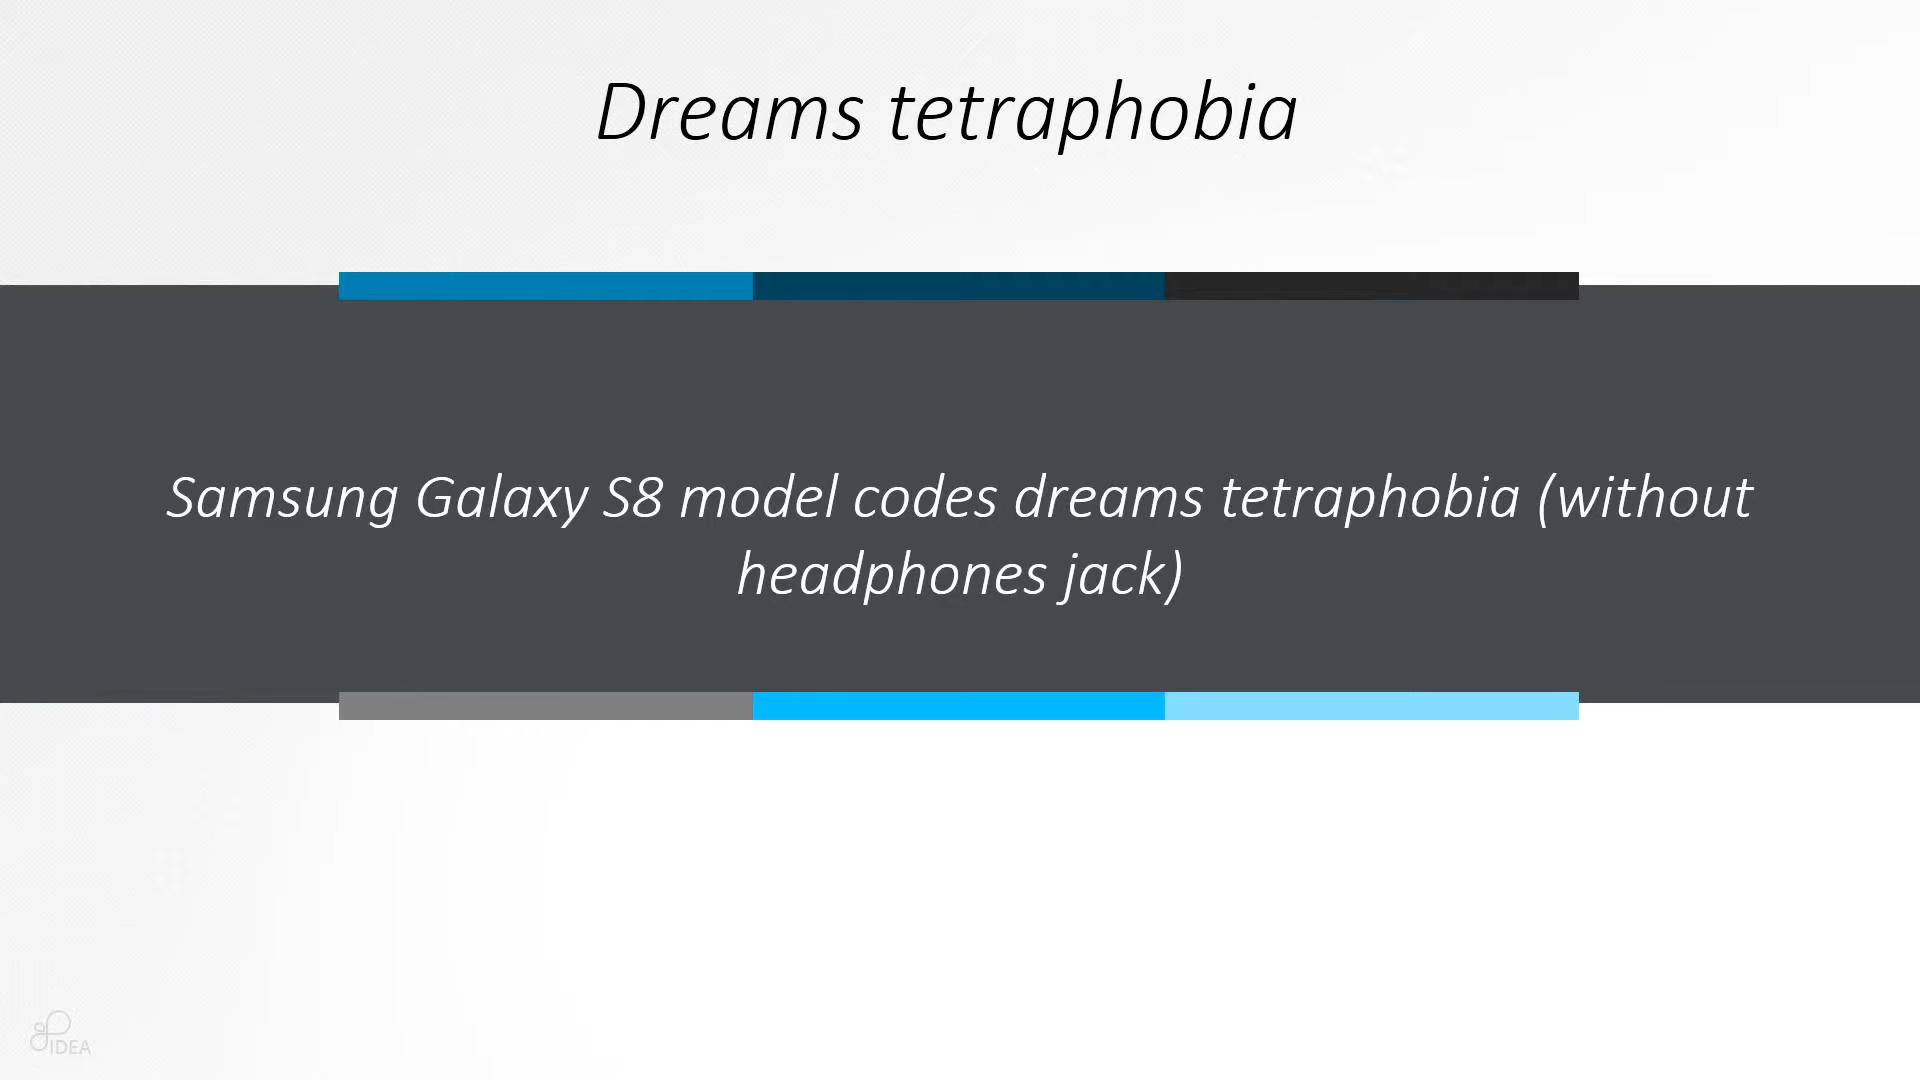 Dreams tetraphobia
Samsung Galaxy S8 model codes dreams tetraphobia (without
headphones jack)
IDEA